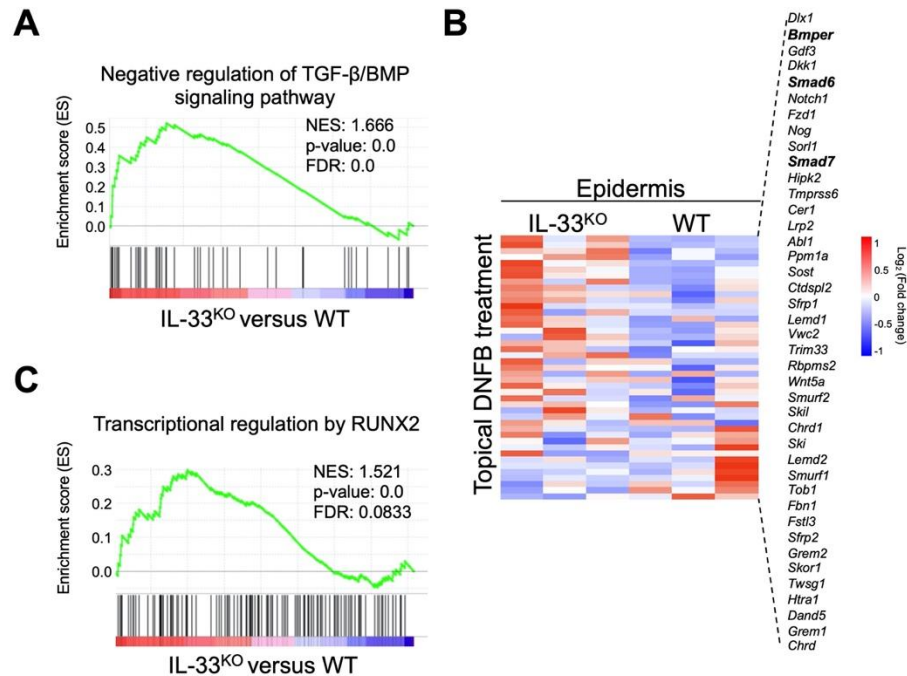 A
Negative regulation of TGF-β/BMP
signaling pathway
Enrichment score (ES)
0.5
0.4
0.3
0.2
0.1
0.0
NES: 1.666
p-value: 0.0
FDR: 0.0
IL-33KO versus WT
B
Epidermis
IL-33KO WT
Topical DNFB treatment
Dlx1
Bmper
Gdf3
Dkk1
Smad6
Notch1
Fzd1
Nog
Sorl1
Smad7
Hipk2
Tmprss6
Cer1
Lrp2
Abl1
Ppm1a
Sost
Ctdspl2
Sfrp1
Lemd1
Vwc2
Trim33
Rbpms2
Wnt5a
Smurf2
Skil
Chrd1
Ski
Lemd2
Smurf1
Tob1
Fbn1
Fstl3
Sfrp2
Grem2
Skor1
Twsg1
Htra1
Dand5
Grem1
Chrd
1
0.5
0
-0.5
-1
Log2(Fold change)
C
Transcriptional regulation by RUNX2
Enrichment score (ES)
0.3
0.2
0.1
0.0
NES: 1.521
p-value: 0.0
FDR: 0.0833
IL-33KO versus WT